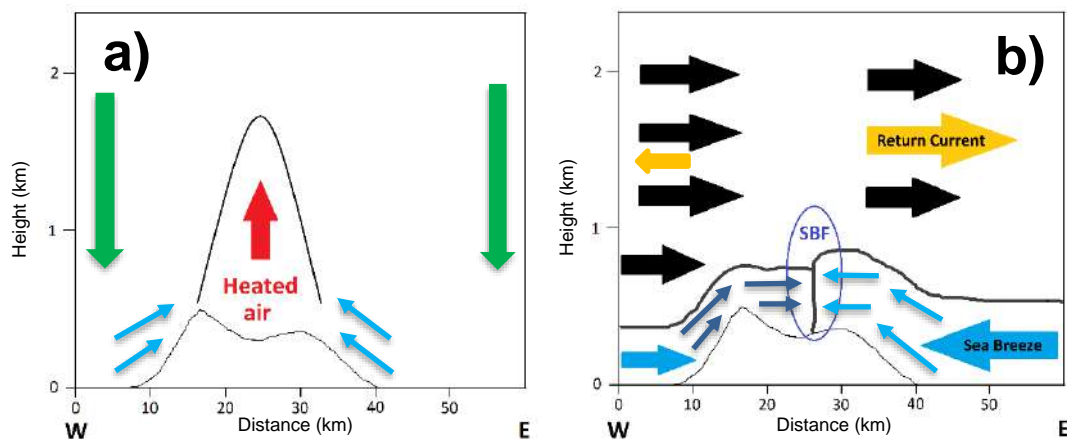 a)
2
1
0
Height (km)
Heated
air
0
10
20
30
40
50
Distance (km)
W
E
b)
2
1
0
Height (km)
Return Current
SBF
Sea Breeze
0
10
20
30
40
50
Distance (km)
W
E